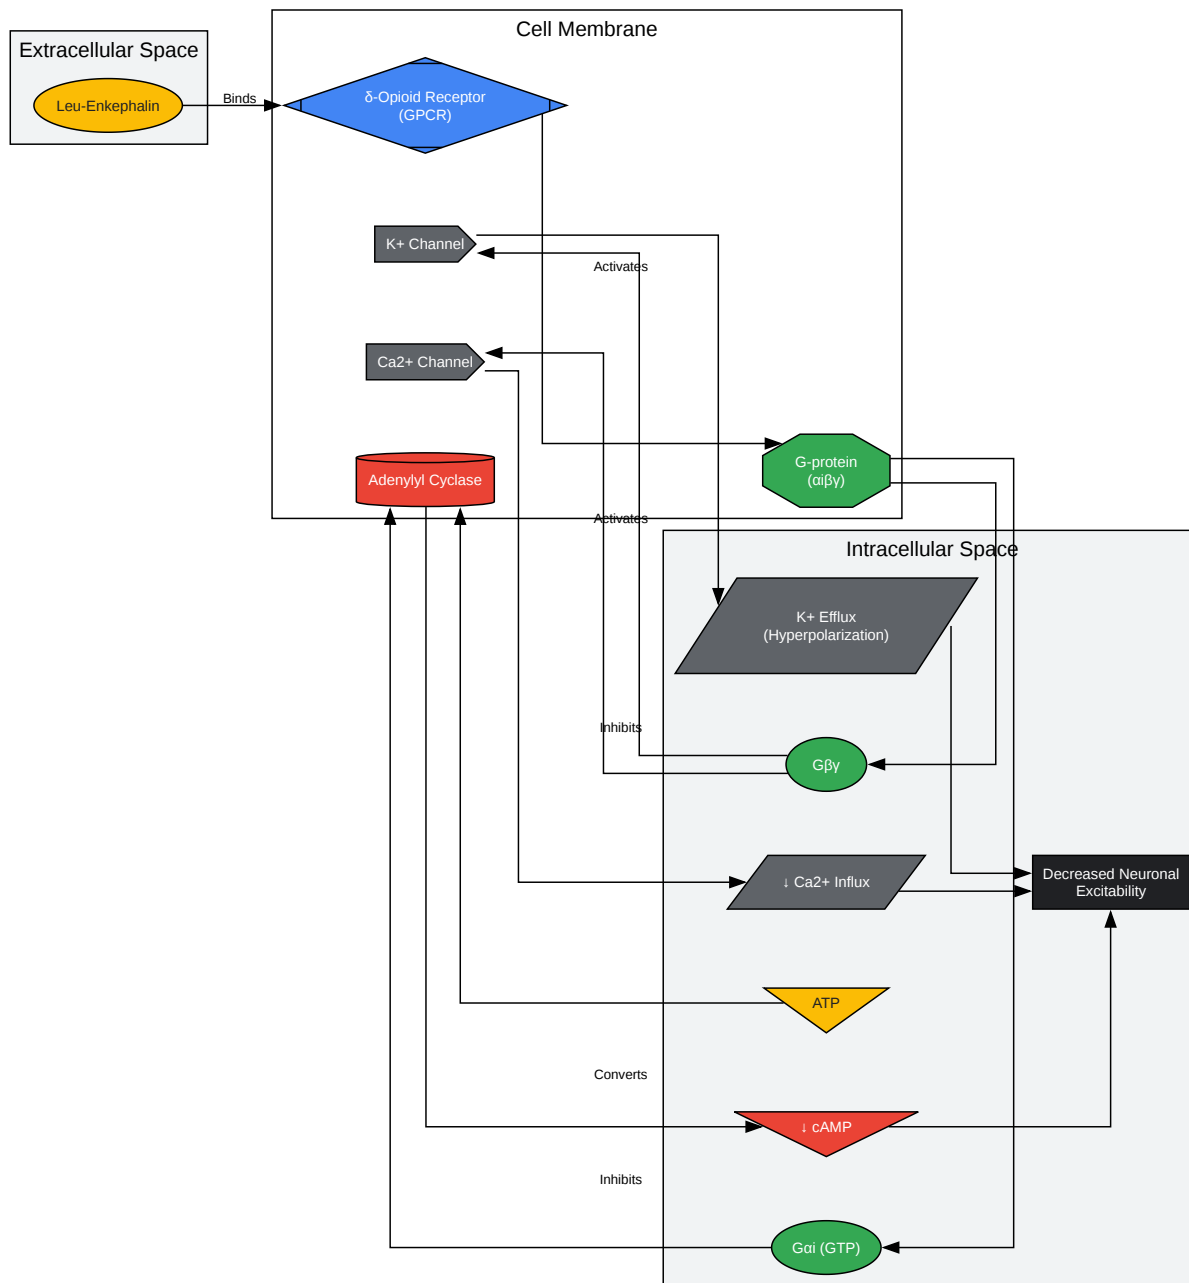 Cell Membrane
Extracellular Space
Leu-Enkephalin
Binds
δ-Opioid Receptor
(GPCR)
K+ Channel
Activates
Ca2+ Channel
Adenylyl Cyclase
G-protein
(αiβγ)
Activates
Intracellular Space
K+ Efflux
(Hyperpolarization)
Inhibits
Gβγ
↓ Ca2+ Influx
Decreased Neuronal
Excitability
ATP
Converts
↓ cAMP
Inhibits
Gαi (GTP)